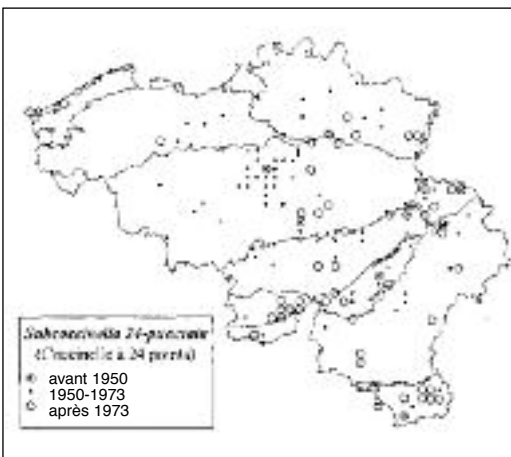 Subcoccinella 24-punctata
(Coccinelle à 24 points)
avant 1950
1950-1973
après 1973